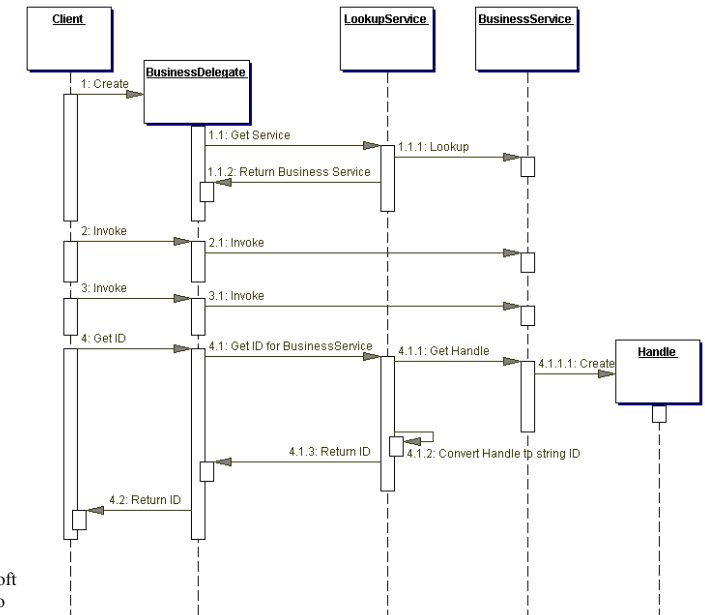 Client
LookupService
BusinessService
BusinessDelegate
1: Create
1.1: Get Service
1.1.1: Lookup
1.1.2: Return Business Service
2: Invoke
2.1: Invoke
3: Invoke
3.1: Invoke
4: Get ID
4.1: Get ID for BusinessService
4.1.1: Get Handle
4.1.1.1: Create
Handle
4.1.2: Convert Handle to string ID
4.1.3: Return ID
4.2: Return ID